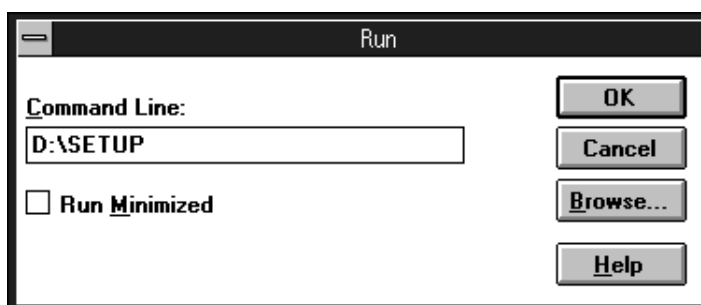 Run
Command Line:
D:\SETUP
Run Minimized
OK
Cancel
Browse...
Help